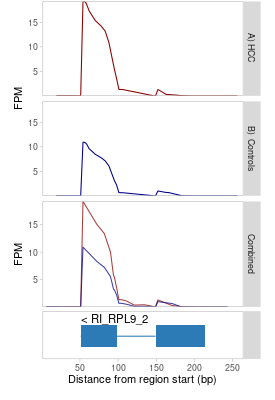 15
10
5
A) HCC
15
10
5
B) Controls
FPM
15
10
5
Combined
FPM
< RI_RPL9_2
50 100 150 200 250
Distance from region start (bp)